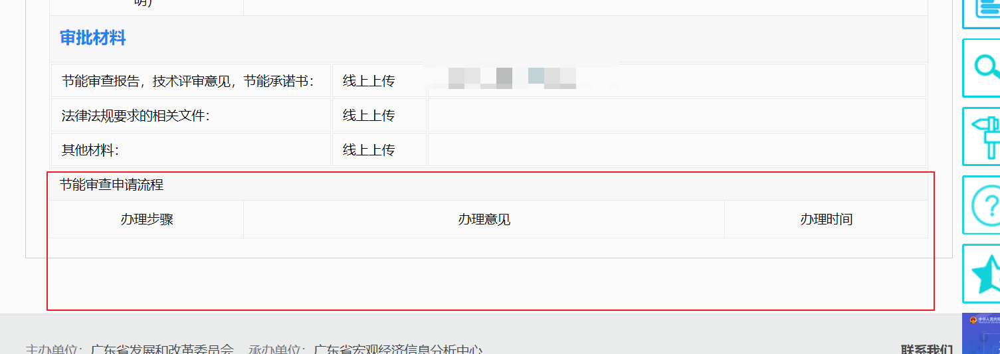 明)
审批材料
节能审查报告，技术评审意见，节能承诺书： 线上上传
法律法规要求的相关文件： 线上上传
其他材料： 线上上传
节能审查申请流程
办理步骤 办理意见 办理时间
主办单位：广东省发展和改革委员会 承办单位：广东省宏观经济信息分析中心 联系我们